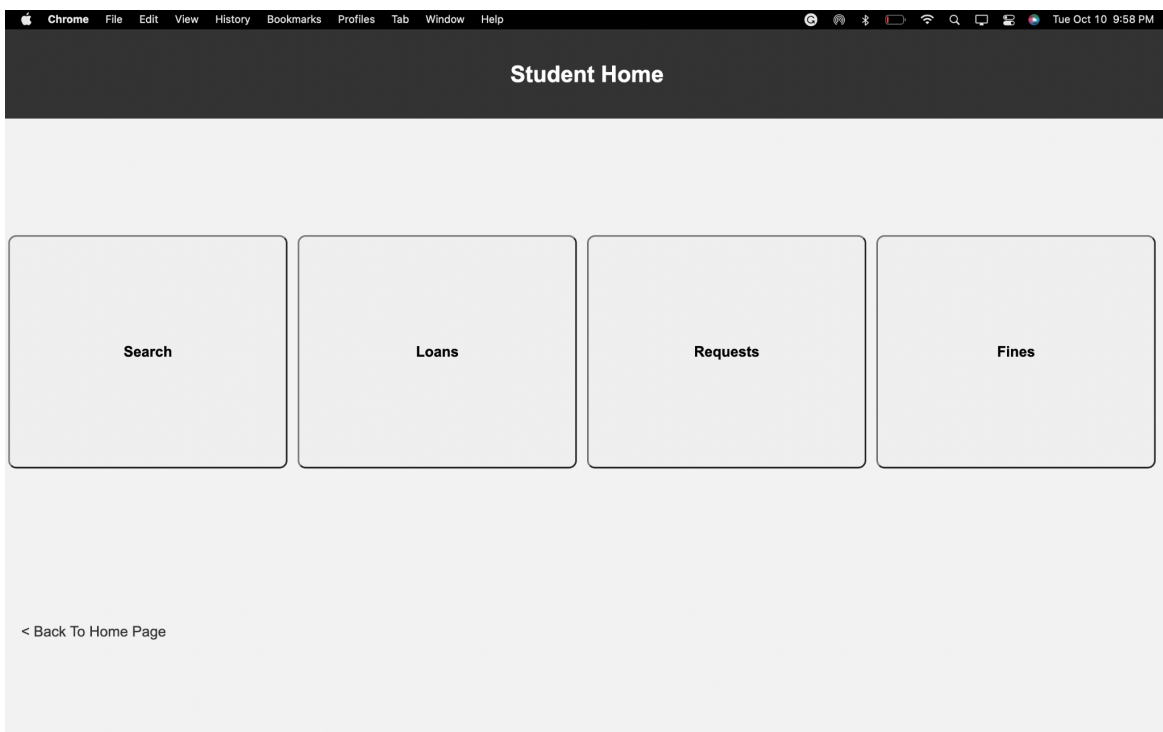 Chrome File Edit View History Bookmarks Profiles Tab Window Help Tue Oct 10 9:58 PM
Student Home
Search Loans Requests Fines
< Back To Home Page